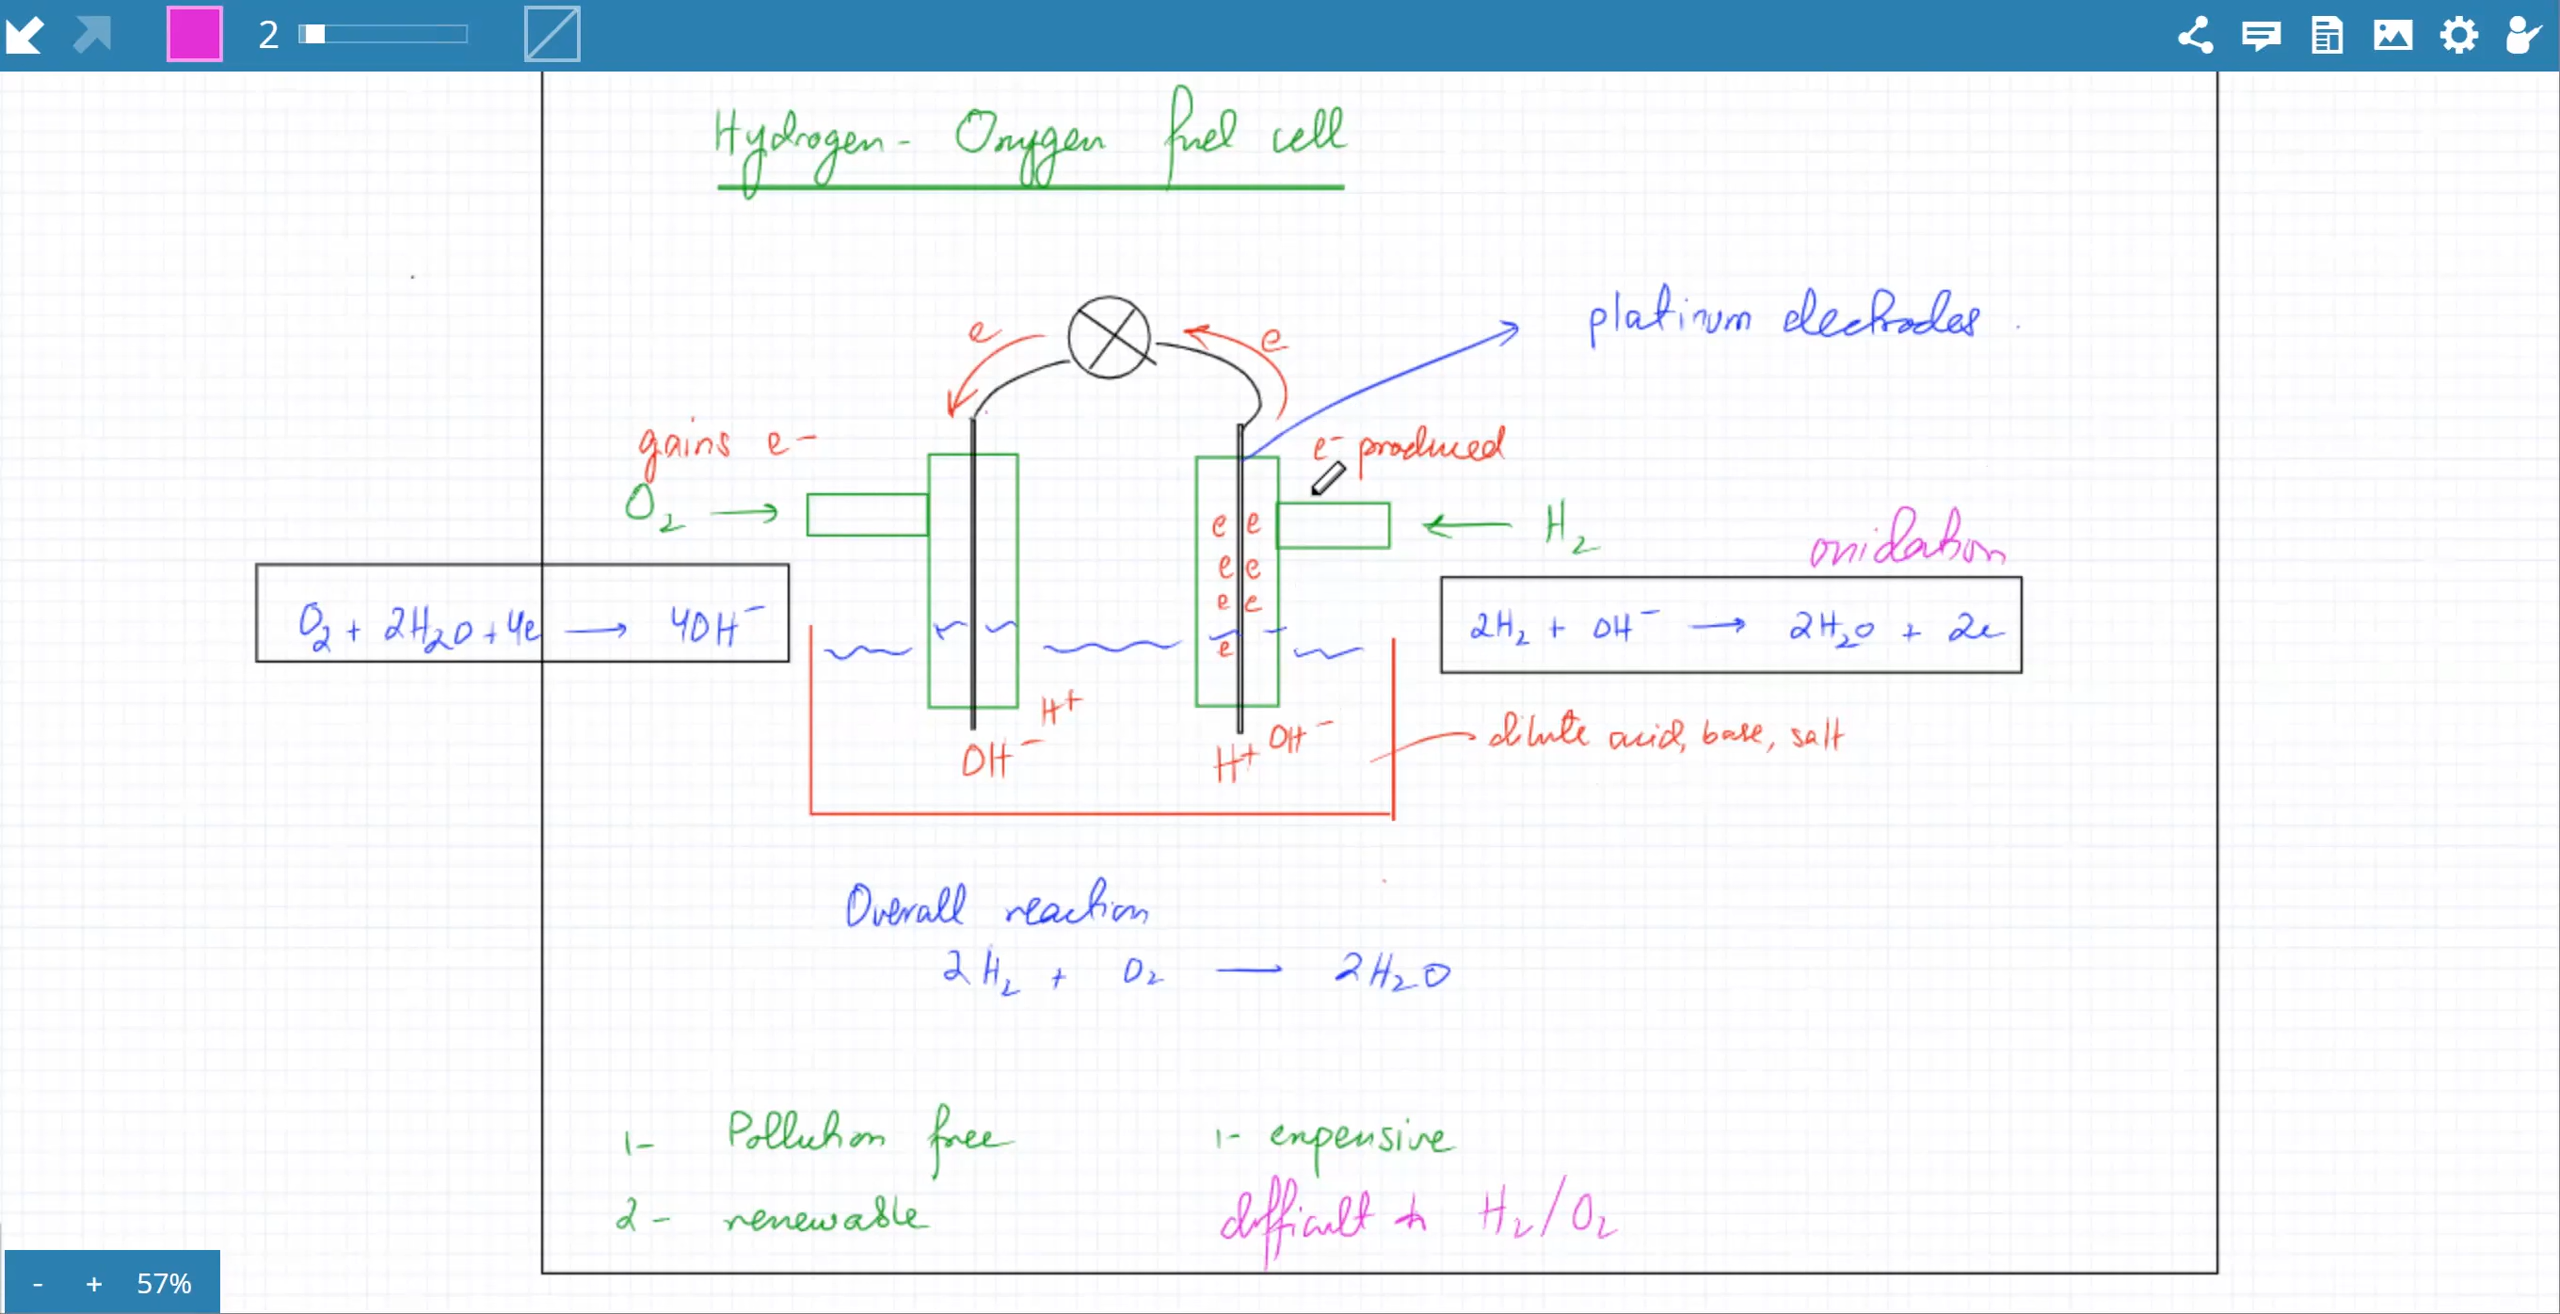 2
Hydrogen - Oxygen fuel cell
platinum electrodes
e
e
gains e-
e- produced
O2 →
← H2
oxidation
e e
e e
e e
e
O2 + 2H2O + 4e → 4OH-
2H2 + OH- → 2H2O + 2e
H+
OH-
H+ OH-
dilute acid, base, salt
Overall reaction
2H2 + O2 → 2H2O
1- Pollution free
1- expensive
2- renewable
difficult to H2/O2
- + 57%